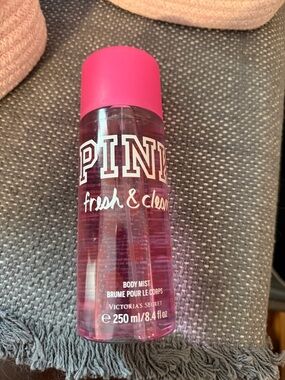 PINK
fresh & clean
BODY MIST
BRUME POUR LE CORPS
VICTORIA'S SECRET
e 250 ml/8.4 fl oz